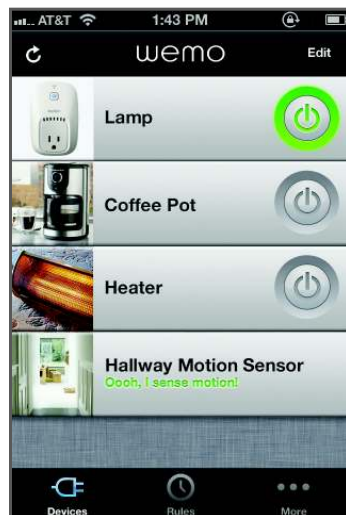 AT&T 1:43 PM
wemo Edit
Lamp
Coffee Pot
Heater
Hallway Motion Sensor
Oooh, I sense motion!
Devices Rules More